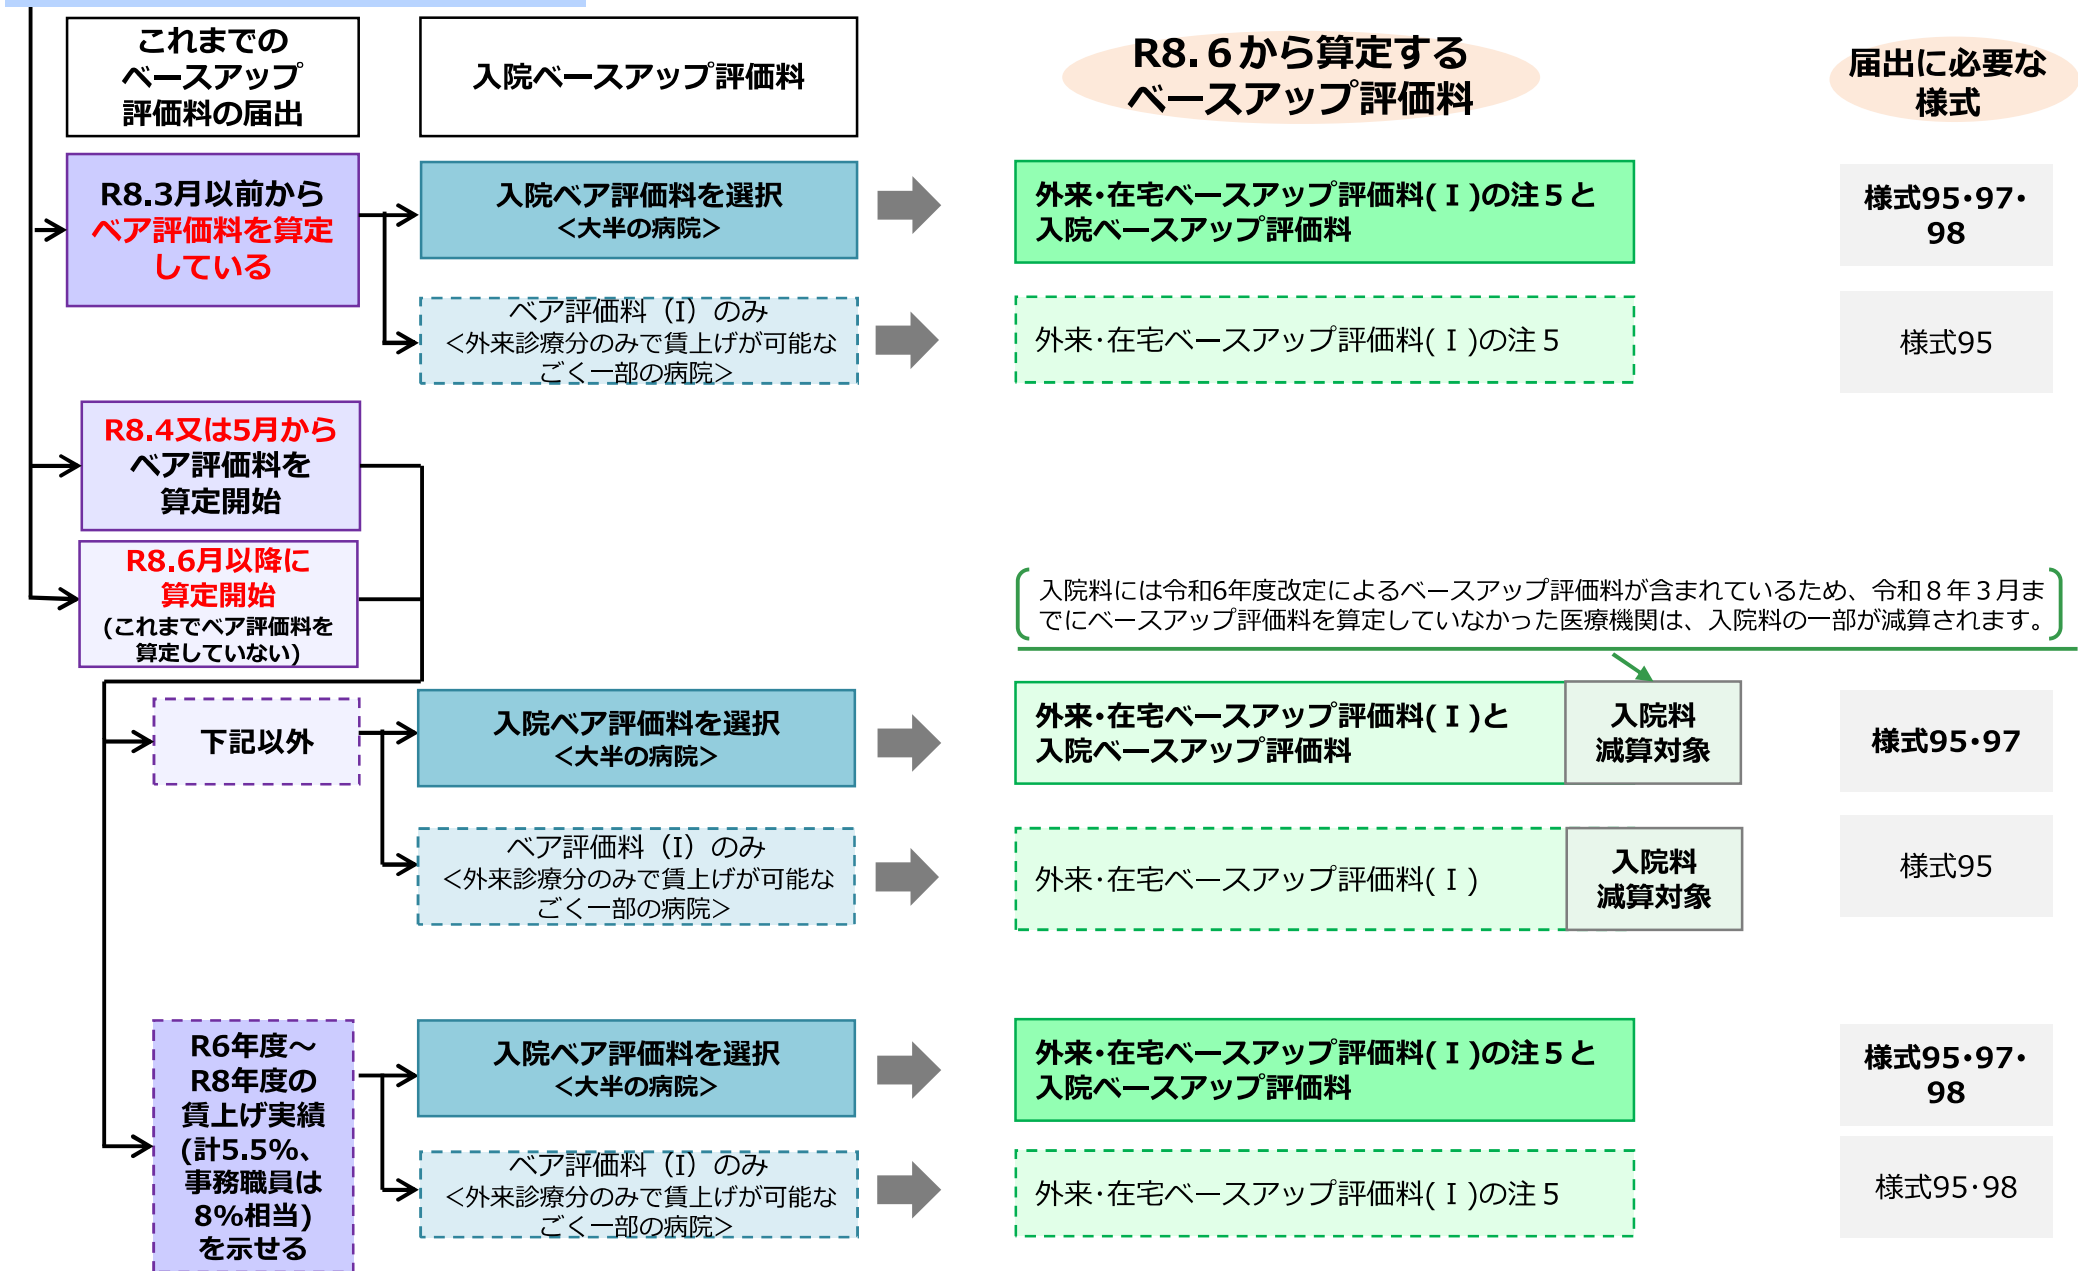 これまでの
ベースアップ
評価料の届出
入院ベースアップ評価料
R8.６から算定する
ベースアップ評価料
届出に必要な
様式
R8.3月以前から
ベア評価料を算定
している
入院ベア評価料を選択
＜大半の病院＞
外来･在宅ベースアップ評価料(Ⅰ)の注５と
入院ベースアップ評価料
様式95･97･
98
ベア評価料（I）のみ
＜外来診療分のみで賃上げが可能な
ごく一部の病院＞
外来･在宅ベースアップ評価料(Ⅰ)の注５
様式95
R8.4又は5月から
ベア評価料を
算定開始
R8.6月以降に
算定開始
(これまでベア評価料を
算定していない)
入院料には令和6年度改定によるベースアップ評価料が含まれているため、令和８年３月ま
でにベースアップ評価料を算定していなかった医療機関は、入院料の一部が減算されます。
下記以外
入院ベア評価料を選択
＜大半の病院＞
外来･在宅ベースアップ評価料(Ⅰ)と
入院ベースアップ評価料
入院料
減算対象
様式95･97
ベア評価料（I）のみ
＜外来診療分のみで賃上げが可能な
ごく一部の病院＞
外来･在宅ベースアップ評価料(Ⅰ)
入院料
減算対象
様式95
R6年度～
R8年度の
賃上げ実績
(計5.5%、
事務職員は
8%相当)
を示せる
入院ベア評価料を選択
＜大半の病院＞
外来･在宅ベースアップ評価料(Ⅰ)の注５と
入院ベースアップ評価料
様式95･97･
98
ベア評価料（I）のみ
＜外来診療分のみで賃上げが可能な
ごく一部の病院＞
外来･在宅ベースアップ評価料(Ⅰ)の注５
様式95･98